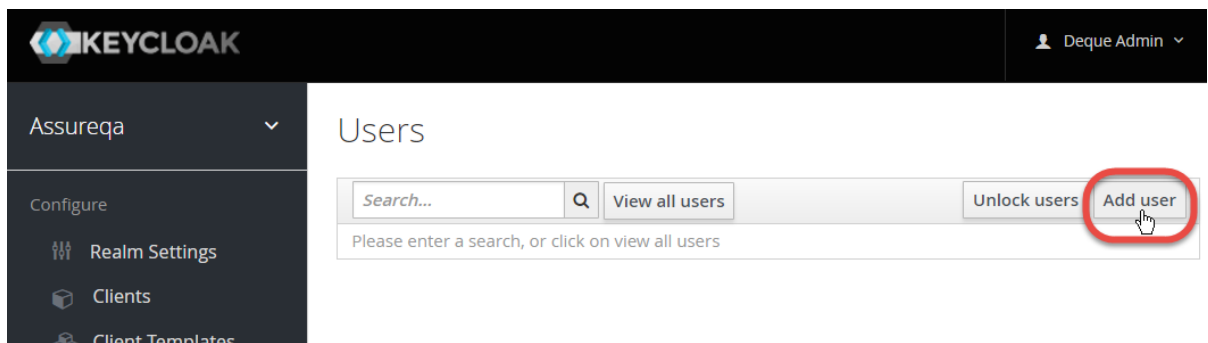 KEYCLOAK
Deque Admin
Assureqa
Users
Search...
View all users
Unlock users
Add user
Please enter a search, or click on view all users
Configure
Realm Settings
Clients
Client Templates